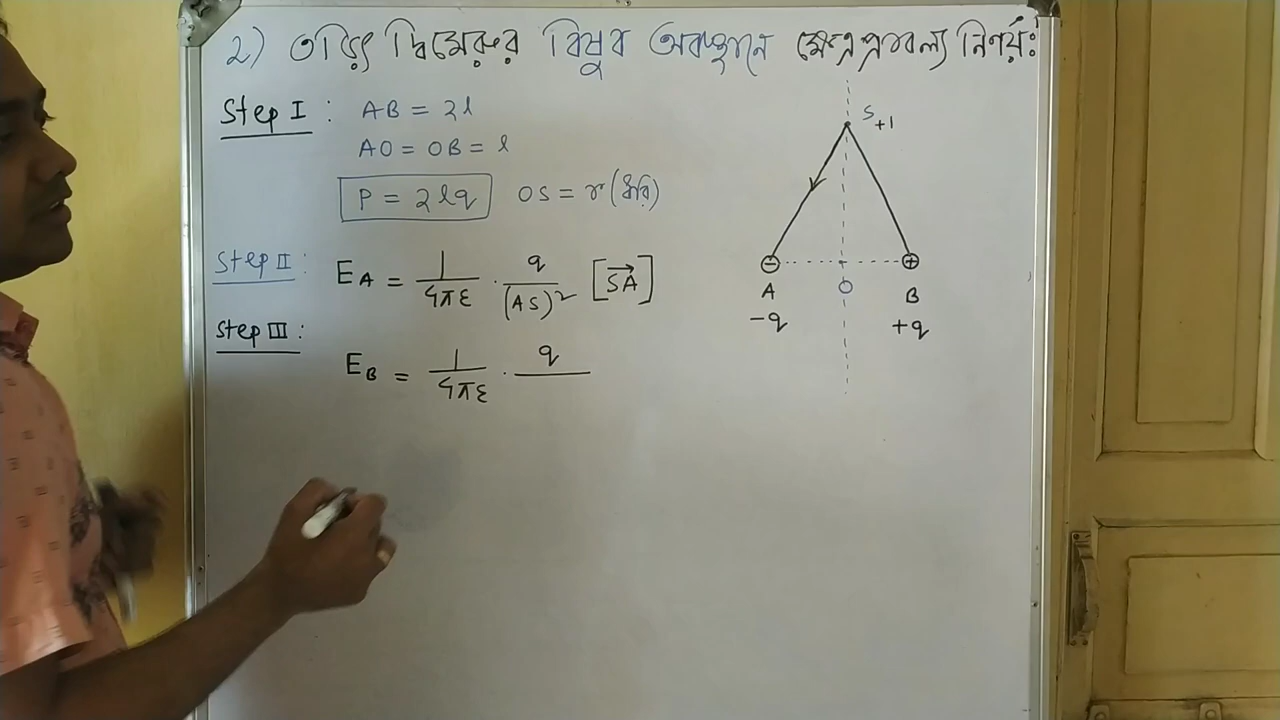 ২) তড়িৎ দ্বিমেরুর বিষুব অবস্থানে ক্ষেত্রপ্রাবল্য নির্ণয়:
Step I : AB = 2l
AO = OB = l
P = 2lq OS = r (ধরি)
Step II : E_A = 1/4πε · q/(AS)² [SA→]
Step III :
E_B = 1/4πε · q/
S +1
A O B
-q +q